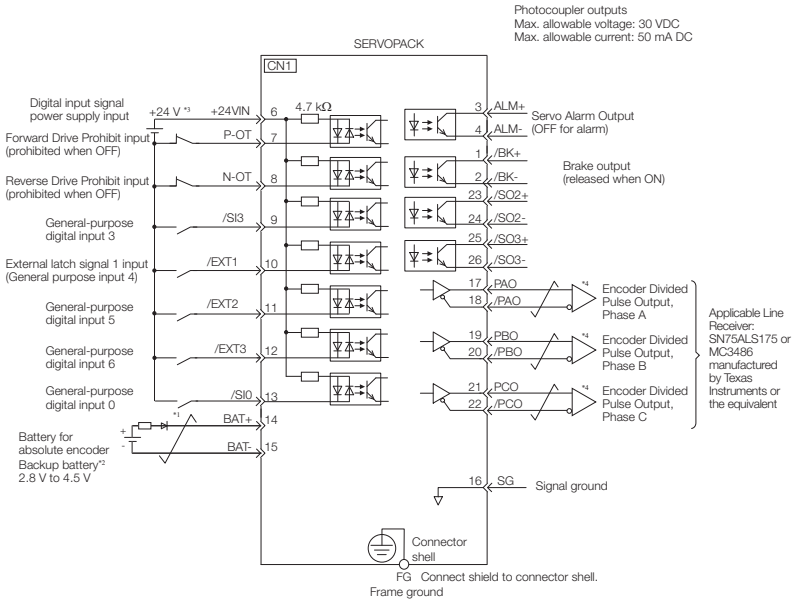 Photocoupler outputs
Max. allowable voltage: 30 VDC
Max. allowable current: 50 mA DC
SERVOPACK
CN1
Digital input signal
power supply input
+24 V *3
+24VIN
6
4.7 kΩ
Forward Drive Prohibit input
(prohibited when OFF)
P-OT
7
Reverse Drive Prohibit input
(prohibited when OFF)
N-OT
8
General-purpose
digital input 3
/SI3
9
External latch signal 1 input
(General purpose input 4)
/EXT1
10
General-purpose
digital input 5
/EXT2
11
General-purpose
digital input 6
/EXT3
12
General-purpose
digital input 0
/SI0
13
Battery for
absolute encoder
Backup battery*2
2.8 V to 4.5 V
+
-
*1
BAT+
14
BAT-
15
3
ALM+
4
ALM-
Servo Alarm Output
(OFF for alarm)
1
/BK+
2
/BK-
Brake output
(released when ON)
23
/SO2+
24
/SO2-
25
/SO3+
26
/SO3-
17
PAO
18
/PAO
*4
Encoder Divided
Pulse Output,
Phase A
19
PBO
20
/PBO
*4
Encoder Divided
Pulse Output,
Phase B
21
PCO
22
/PCO
*4
Encoder Divided
Pulse Output,
Phase C
Applicable Line
Receiver:
SN75ALS175 or
MC3486
manufactured
by Texas
Instruments or
the equivalent
16
SG
Signal ground
Connector
shell
FG
Connect shield to connector shell.
Frame ground